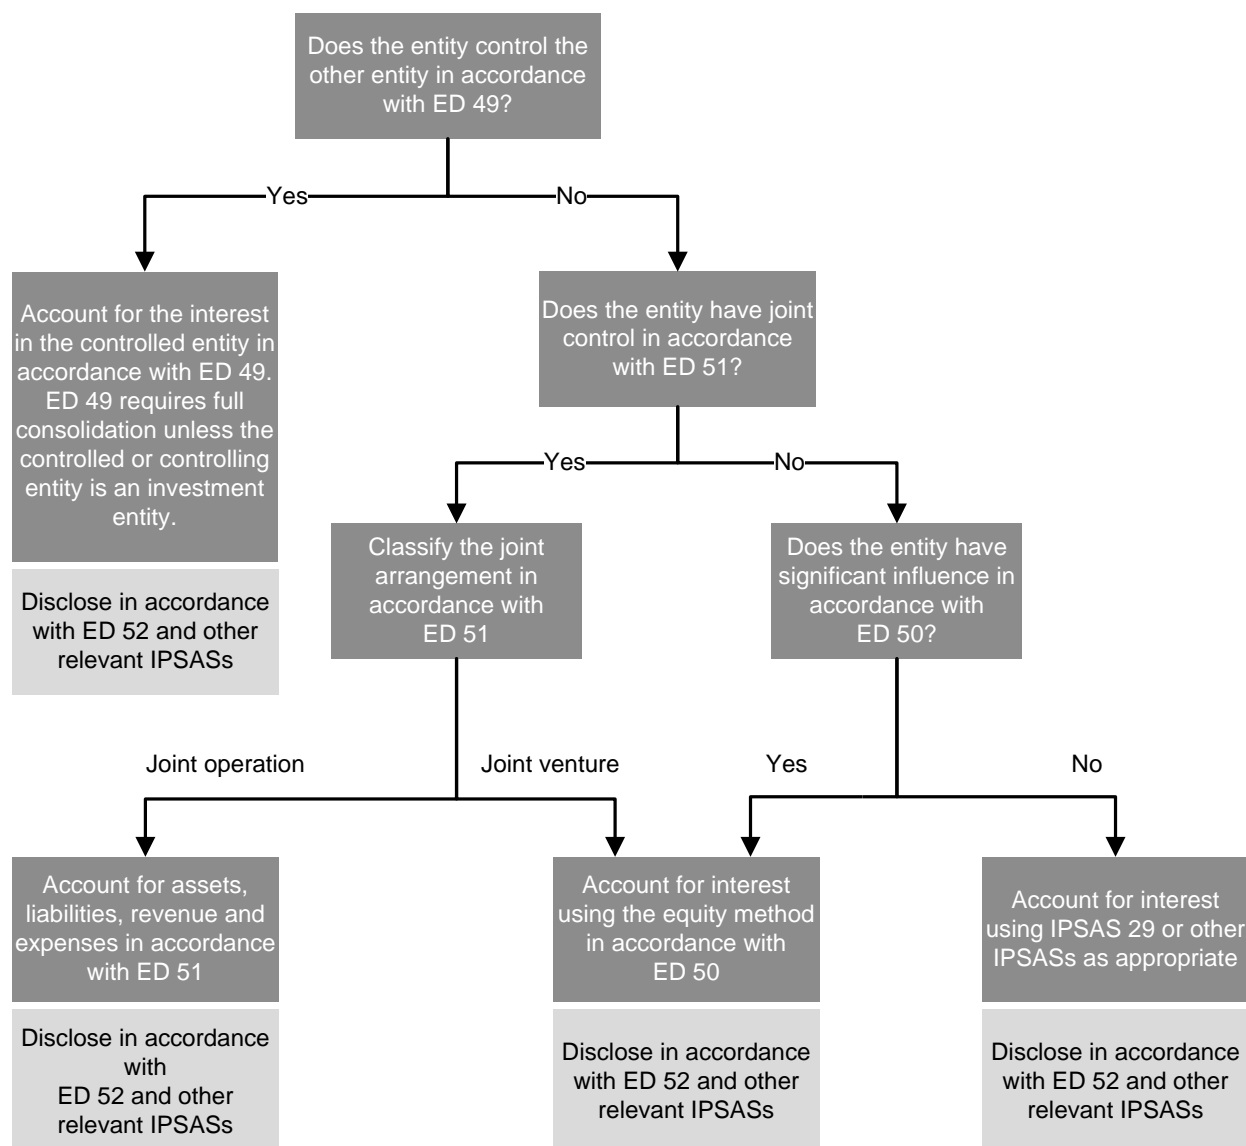 Does the entity control the
other entity in accordance
with ED 49?
Yes
No
Account for the interest
in the controlled entity in
accordance with ED 49.
ED 49 requires full
consolidation unless the
controlled or controlling
entity is an investment
entity.
Disclose in accordance
with ED 52 and other
relevant IPSASs
Does the entity have joint
control in accordance
with ED 51?
Yes
No
Classify the joint
arrangement in
accordance with
ED 51
Does the entity have
significant influence in
accordance with
ED 50?
Joint operation
Joint venture
Yes
No
Account for assets,
liabilities, revenue and
expenses in accordance
with ED 51
Disclose in accordance
with
ED 52 and other
relevant IPSASs
Account for interest
using the equity method
in accordance with
ED 50
Disclose in accordance
with ED 52 and other
relevant IPSASs
Account for interest
using IPSAS 29 or other
IPSASs as appropriate
Disclose in accordance
with ED 52 and other
relevant IPSASs